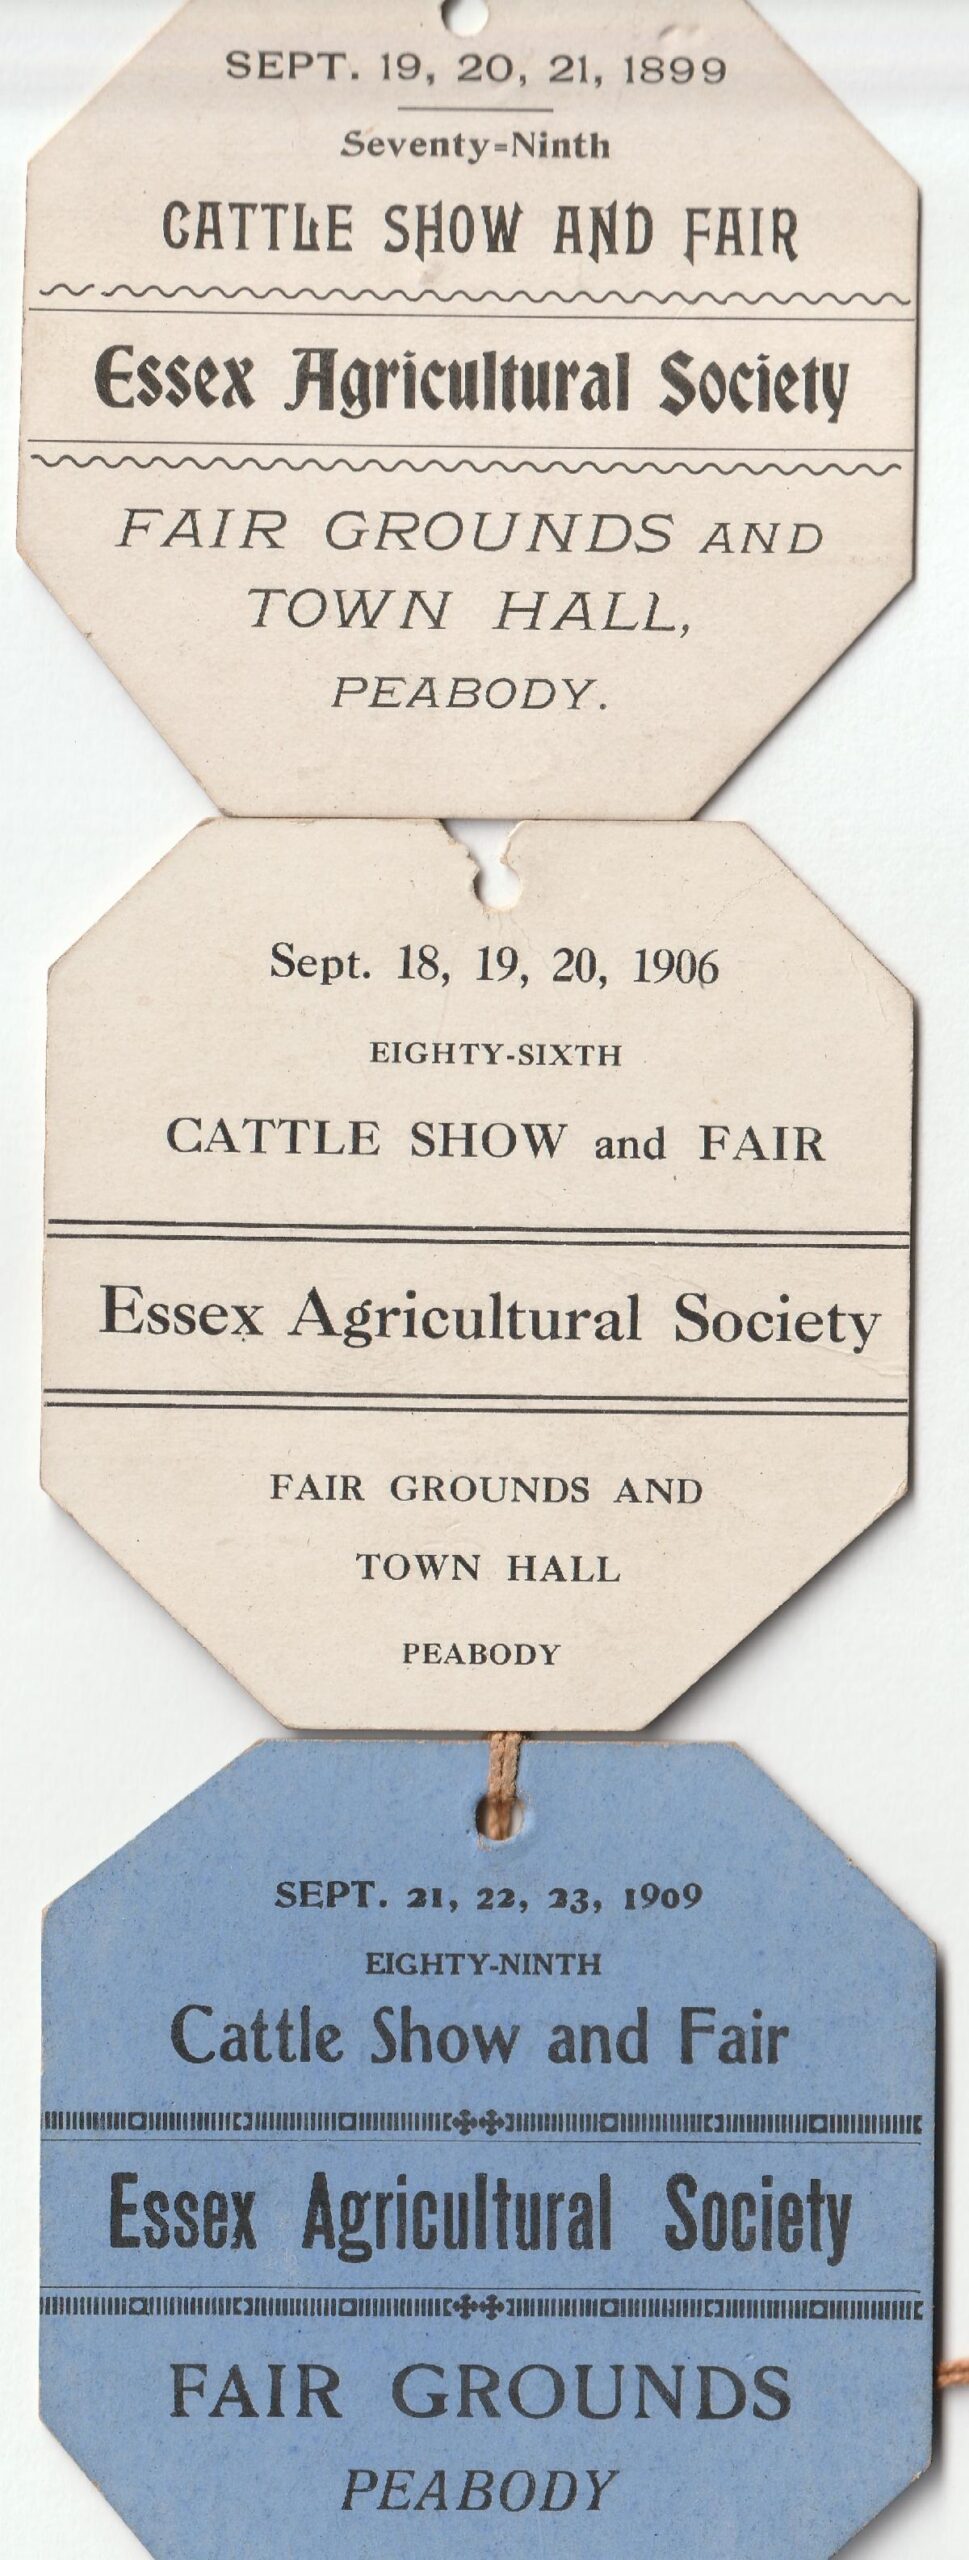 SEPT. 19, 20, 21, 1899
Seventy-Ninth
CATTLE SHOW AND FAIR
Essex Agricultural Society
FAIR GROUNDS AND
TOWN HALL,
PEABODY.
Sept. 18, 19, 20, 1906
EIGHTY-SIXTH
CATTLE SHOW and FAIR
Essex Agricultural Society
FAIR GROUNDS AND
TOWN HALL
PEABODY
SEPT. 21, 22, 23, 1909
EIGHTY-NINTH
Cattle Show and Fair
Essex Agricultural Society
FAIR GROUNDS
PEABODY